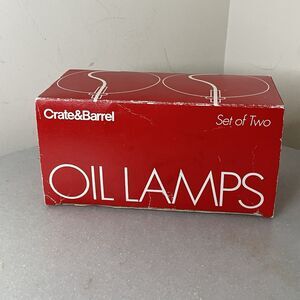 Crate&Barrel
Set of Two
OIL LAMPS